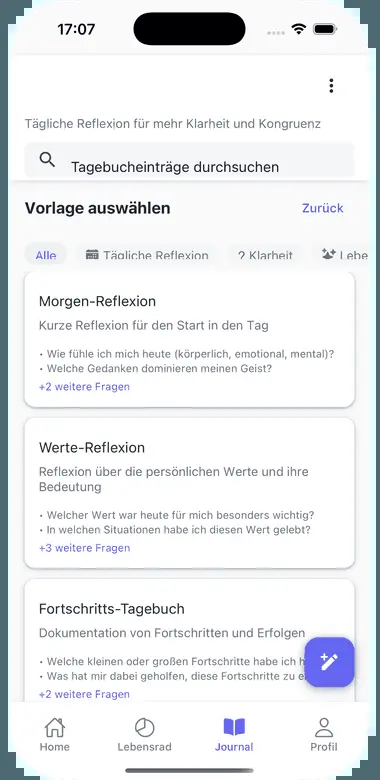 17:07
Tägliche Reflexion für mehr Klarheit und Kongruenz
Tagebucheinträge durchsuchen
Vorlage auswählen
Zurück
Alle
Tägliche Reflexion
? Klarheit
Lebe
Morgen-Reflexion
Kurze Reflexion für den Start in den Tag
• Wie fühle ich mich heute (körperlich, emotional, mental)?
• Welche Gedanken dominieren meinen Geist?
+2 weitere Fragen
Werte-Reflexion
Reflexion über die persönlichen Werte und ihre
Bedeutung
• Welcher Wert war heute für mich besonders wichtig?
• In welchen Situationen habe ich diesen Wert gelebt?
+3 weitere Fragen
Fortschritts-Tagebuch
Dokumentation von Fortschritten und Erfolgen
• Welche kleinen oder großen Fortschritte habe ich
• Was hat mir dabei geholfen, diese Fortschritte zu
+2 weitere Fragen
Home
Lebensrad
Journal
Profil